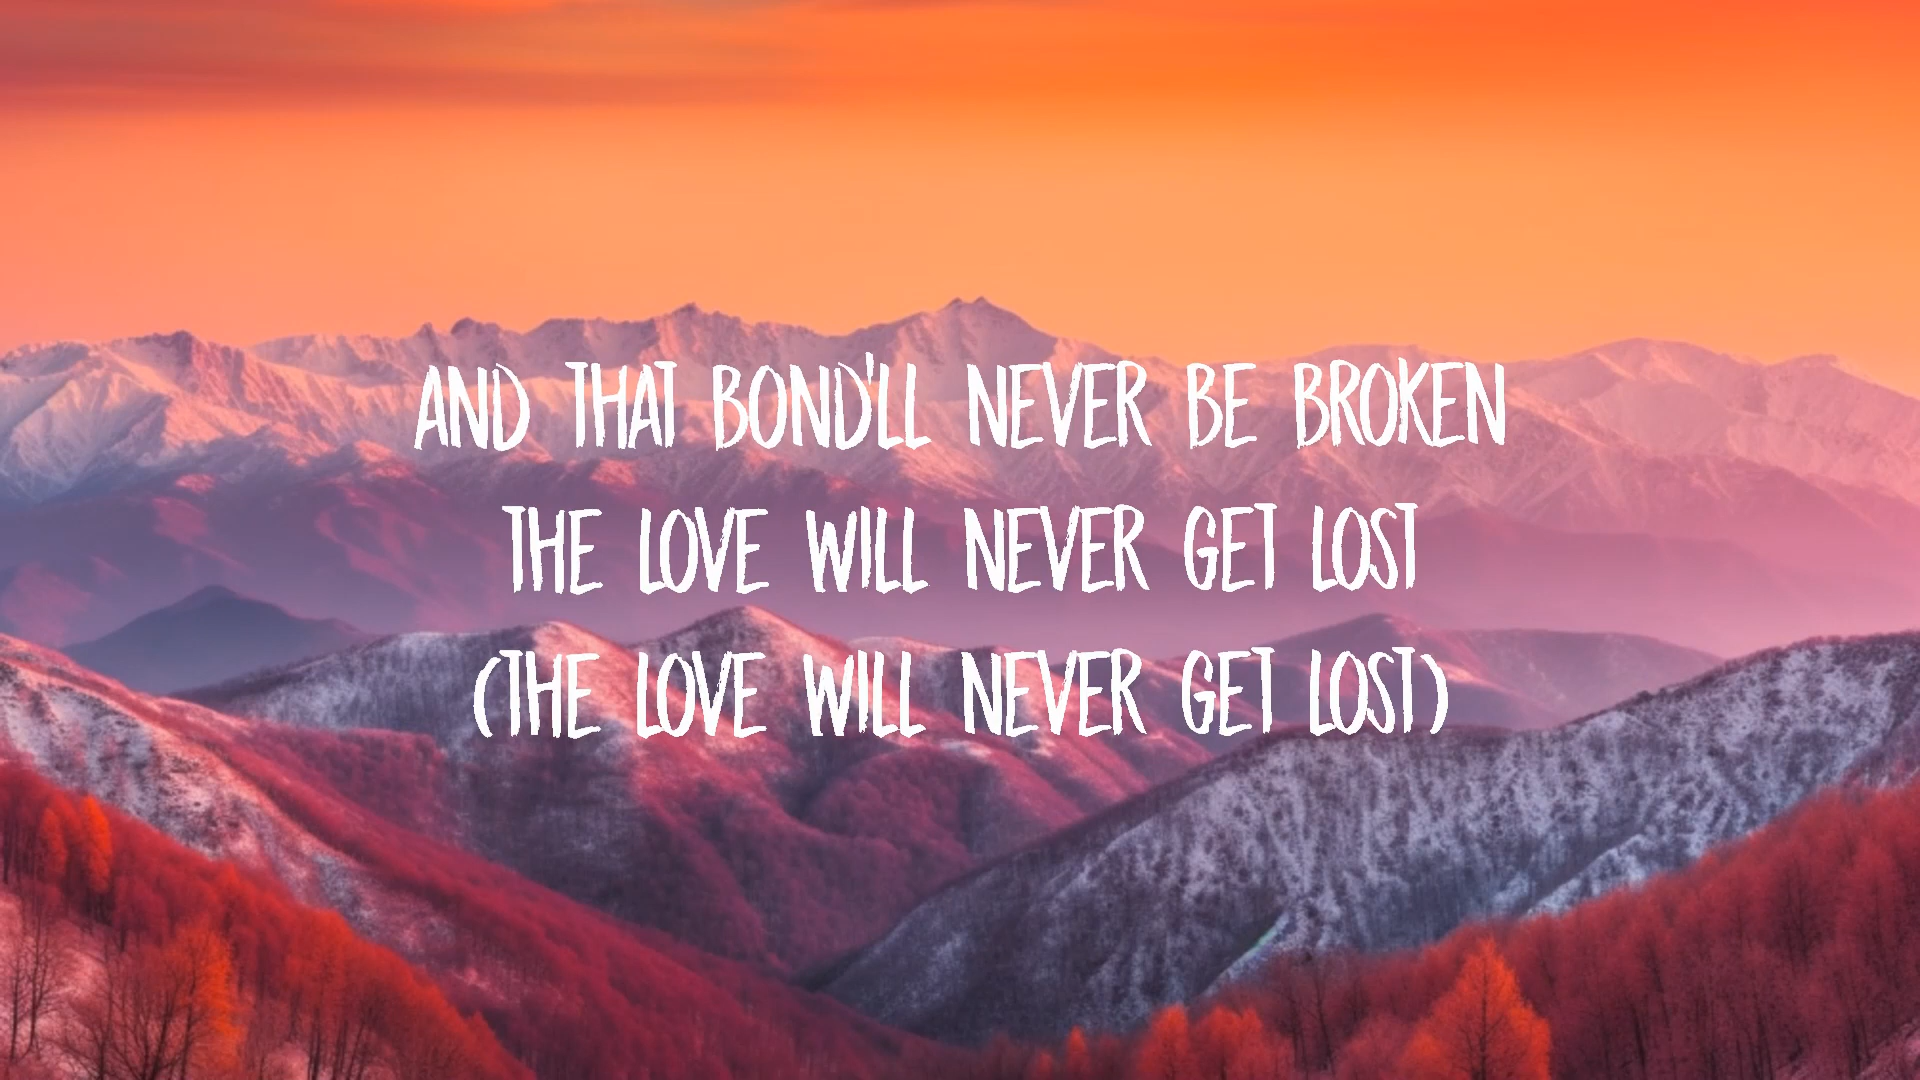 AND THAT BOND'LL NEVER BE BROKEN
THE LOVE WILL NEVER GET LOST
(THE LOVE WILL NEVER GET LOST)